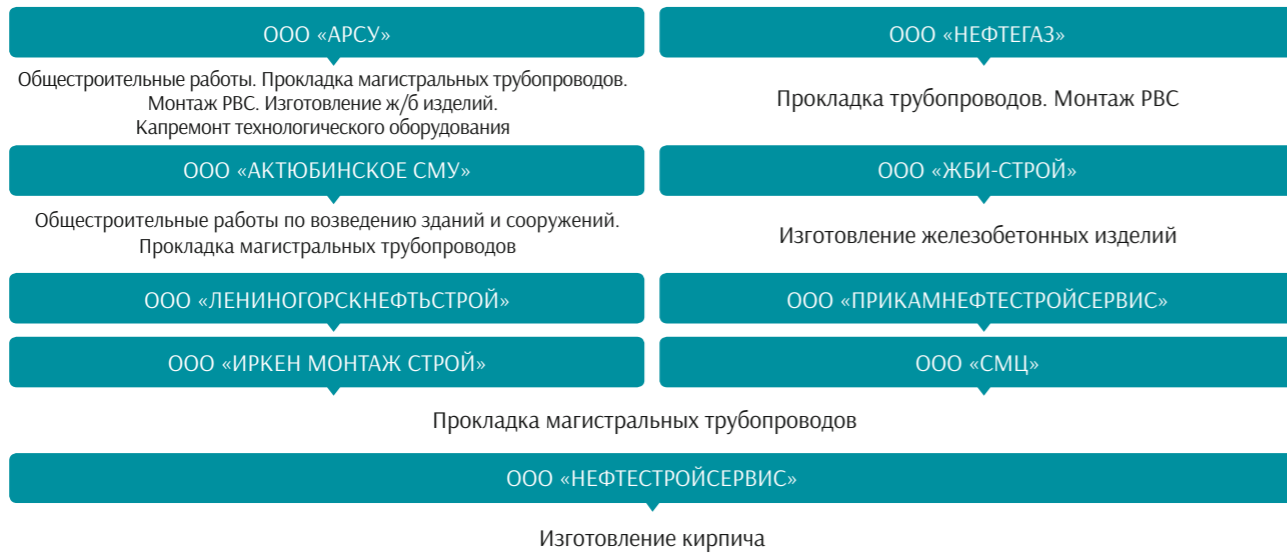 ООО «АРСУ»
Общестроительные работы. Прокладка магистральных трубопроводов.
Монтаж РВС. Изготовление ж/б изделий.
Капремонт технологического оборудования
ООО «НЕФТЕГАЗ»
Прокладка трубопроводов. Монтаж РВС
ООО «АКТЮБИНСКОЕ СМУ»
Общестроительные работы по возведению зданий и сооружений.
Прокладка магистральных трубопроводов
ООО «ЖБИ-СТРОЙ»
Изготовление железобетонных изделий
ООО «ЛЕНИНОГОРСКНЕФТЬСТРОЙ»
ООО «ПРИКАМНЕФТЕСТРОЙСЕРВИС»
ООО «ИРКЕН МОНТАЖ СТРОЙ»
ООО «СМЦ»
Прокладка магистральных трубопроводов
ООО «НЕФТЕСТРОЙСЕРВИС»
Изготовление кирпича